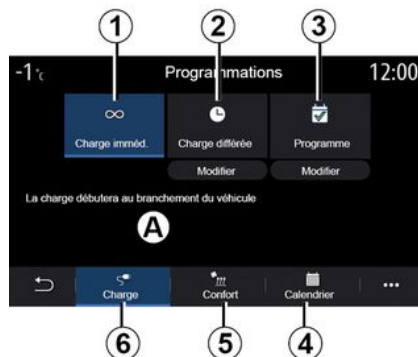 1 2 3
-1°C Programmations 12:00
Charge imméd. Charge différée Programme
Modifier Modifier
La charge débutera au branchement du véhicule
A
Charge Confort Calendrier
6 5 4